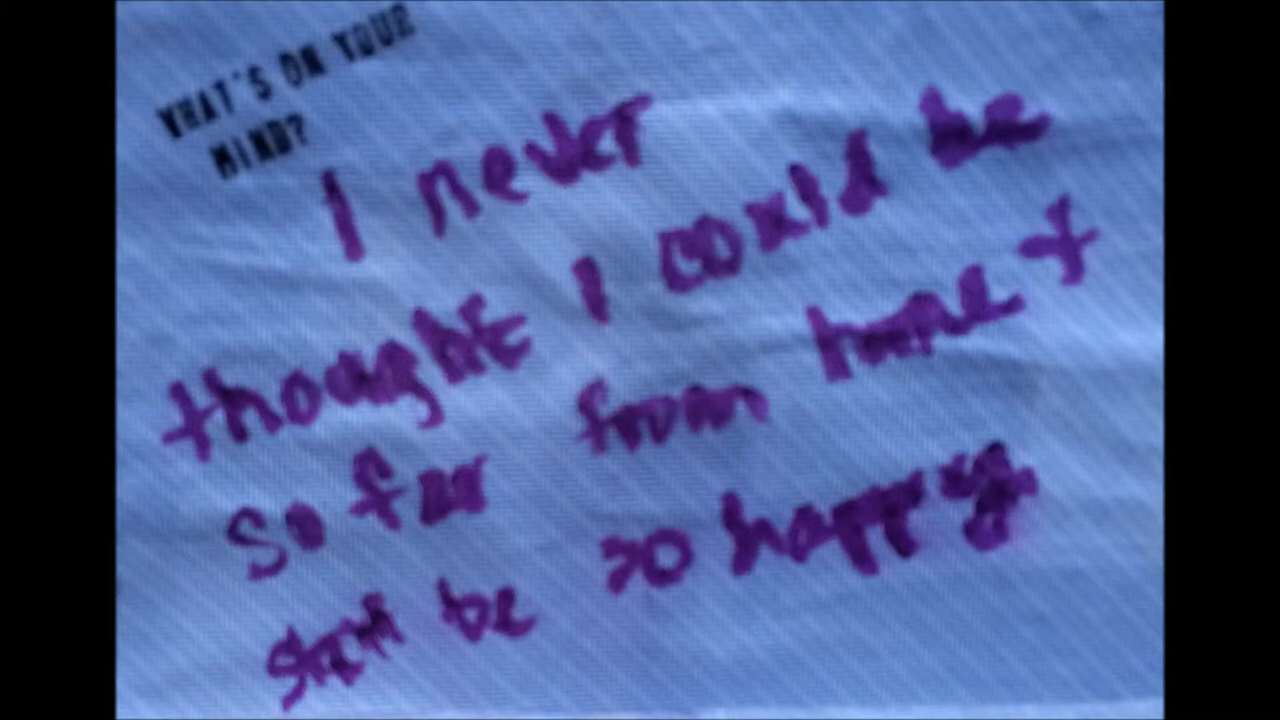 WHAT'S ON YOUR
MIND?
I never
thought I could be
so far from home +
still be so happy.